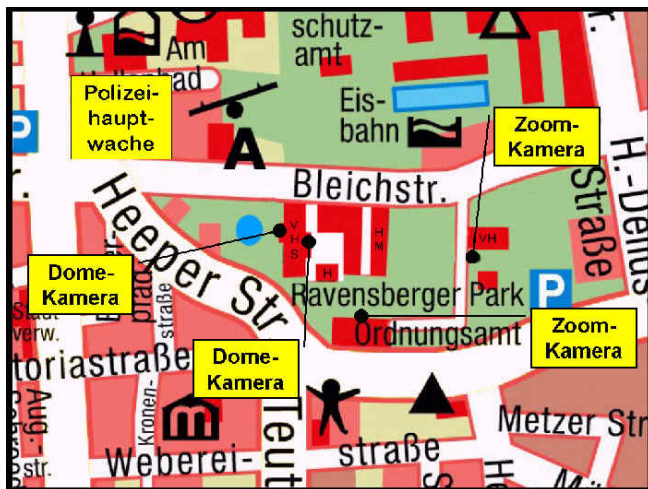 Am
schutz-
amt
Polizei-
haupt-
wache
Eis-
bahn
Zoom-
Kamera
P
A
Bleichstr.
Straße
H.-Delius
Heeper Str
VHS
HM
VH
H
Dome-
Kamera
Ravensberger Park
P
Ordnungsamt
Zoom-
Kamera
straße
verw.
toriastraße
Dome-
Kamera
Kronen-
Aug.-
str.
Teut
Weberei-
straße
Metzer Str